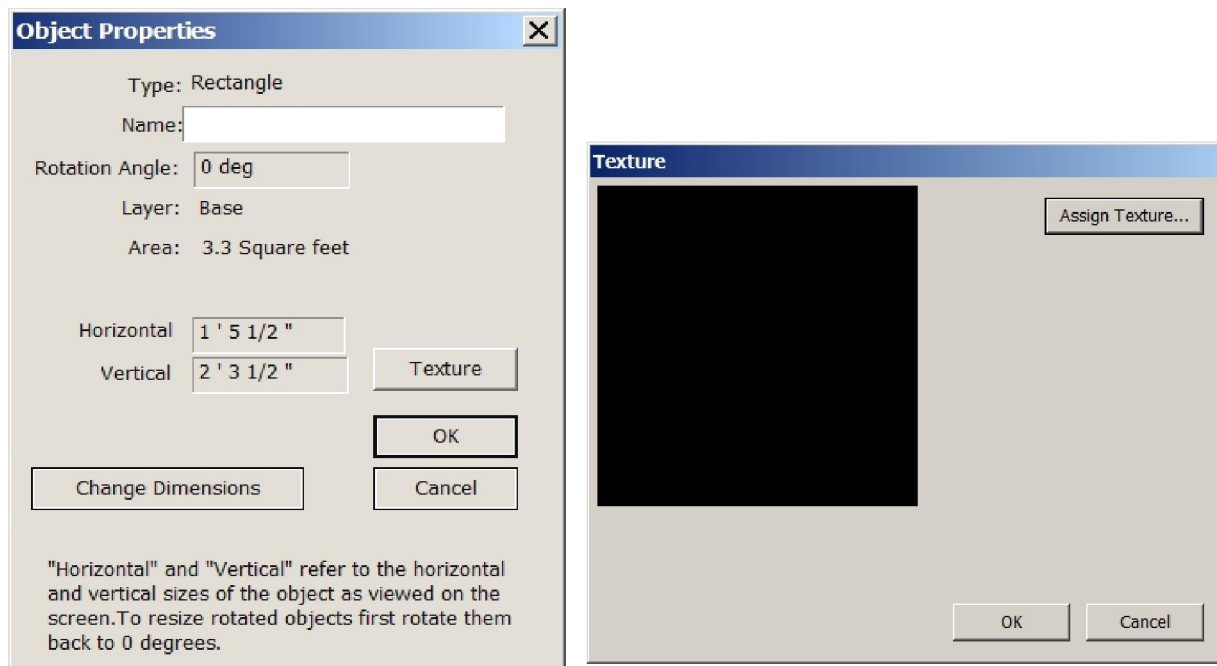 Object Properties
Type: Rectangle
Name:
Rotation Angle: 0 deg
Layer: Base
Area: 3.3 Square feet
Horizontal 1 ' 5 1/2 "
Vertical 2 ' 3 1/2 "
Texture
OK
Change Dimensions
Cancel
"Horizontal" and "Vertical" refer to the horizontal
and vertical sizes of the object as viewed on the
screen.To resize rotated objects first rotate them
back to 0 degrees.
Texture
Assign Texture...
OK
Cancel